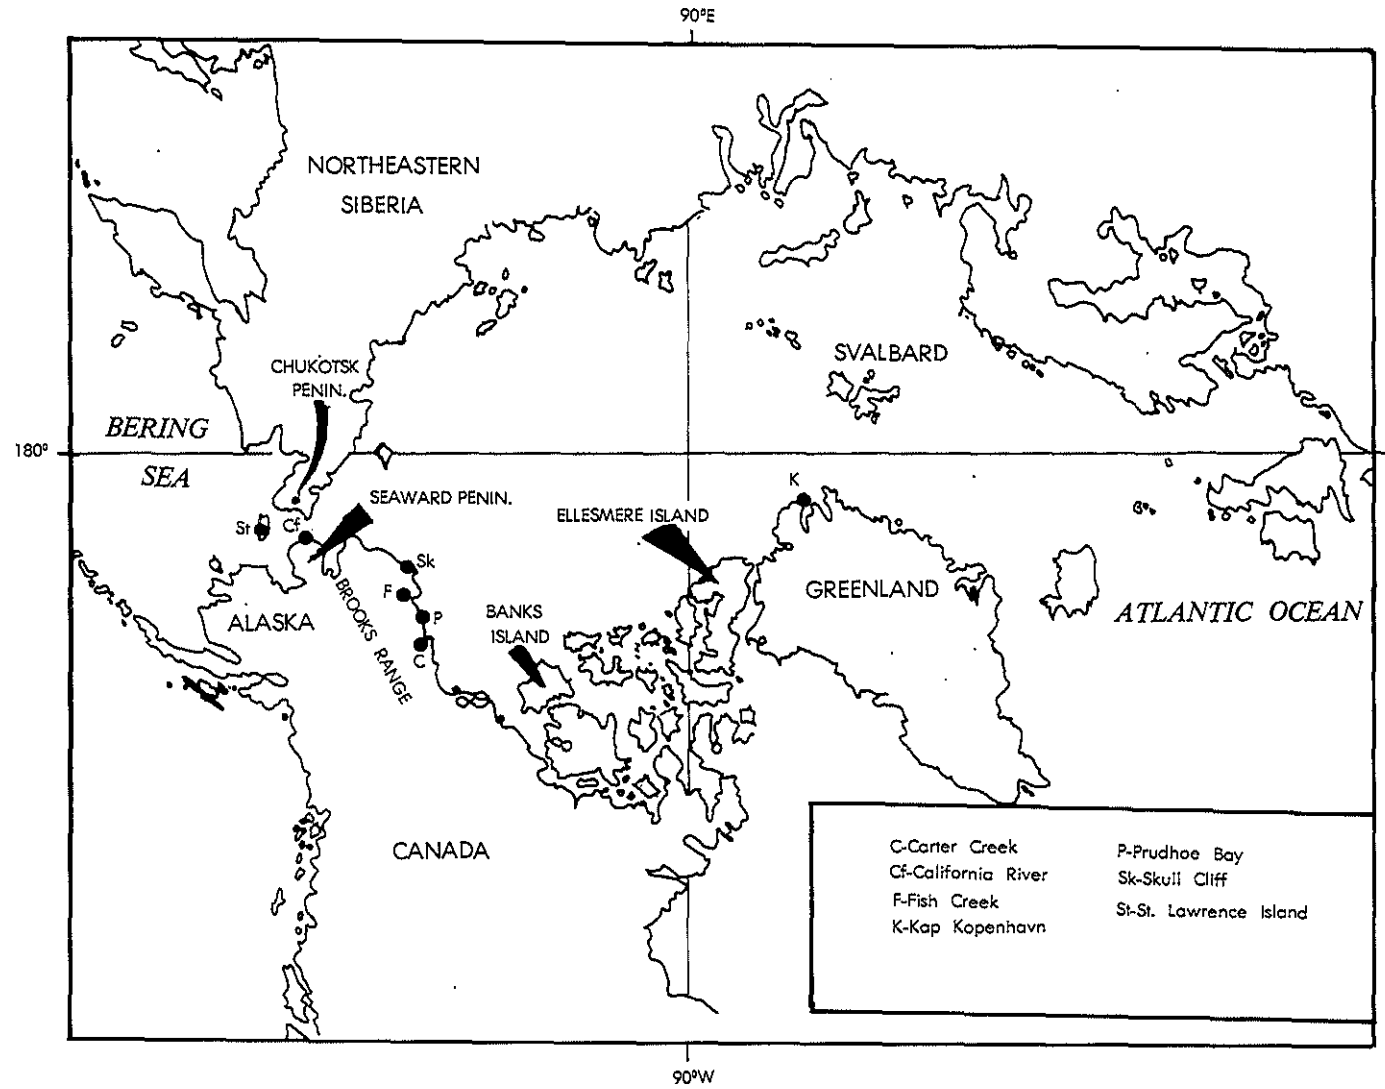 90°E
NORTHEASTERN
SIBERIA
CHUKOTSK
PENIN.
SVALBARD
BERING
180°
SEA
SEAWARD PENIN.
K
ELLESMERE ISLAND
St
Cf
Sk
F
BROOKS RANGE
GREENLAND
BANKS
ISLAND
ATLANTIC OCEAN
ALASKA
P
C
CANADA
C-Carter Creek
Cf-California River
F-Fish Creek
K-Kap Kopenhavn
P-Prudhoe Bay
Sk-Skull Cliff
St-St. Lawrence Island
90°W